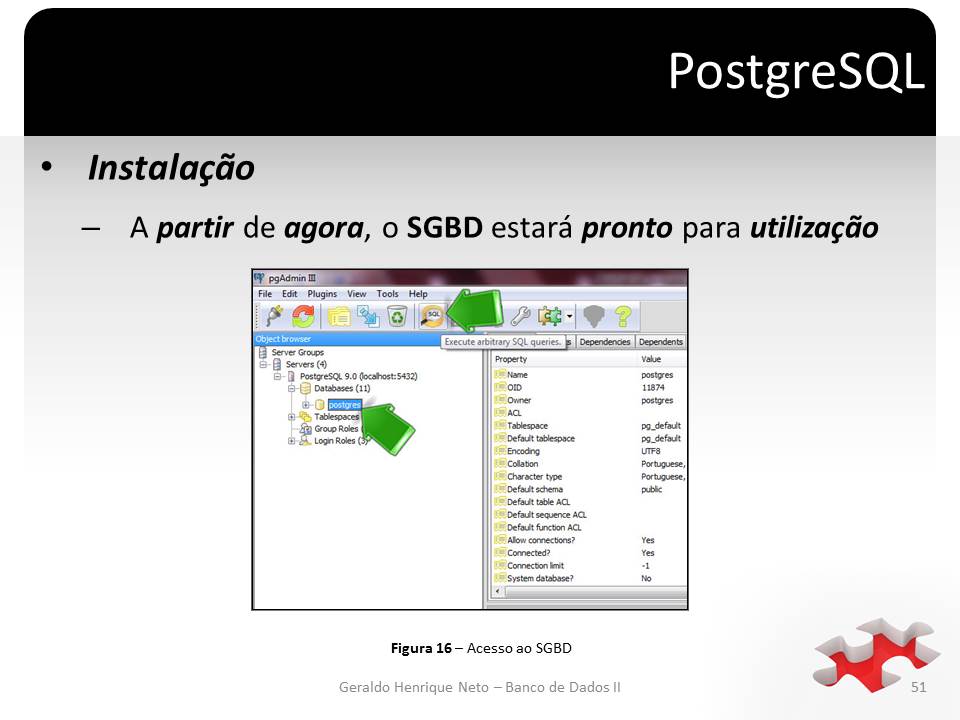 PostgreSQL
• Instalação
– A partir de agora, o SGBD estará pronto para utilização
pgAdmin III
File Edit Plugins View Tools Help
SQL
Object browser
Execute arbitrary SQL queries.
s Dependencies Dependents
Server Groups
Servers (4)
PostgreSQL 9.0 (localhost:5432)
Databases (11)
postgres
Tablespaces
Group Roles (
Login Roles (3)
Property Value
Name postgres
OID 11874
Owner postgres
ACL
Tablespace pg_default
Default tablespace pg_default
Encoding UTF8
Collation Portuguese,
Character type Portuguese,
Default schema public
Default table ACL
Default sequence ACL
Default function ACL
Allow connections? Yes
Connected? Yes
Connection limit -1
System database? No
Figura 16 – Acesso ao SGBD
Geraldo Henrique Neto – Banco de Dados II
51